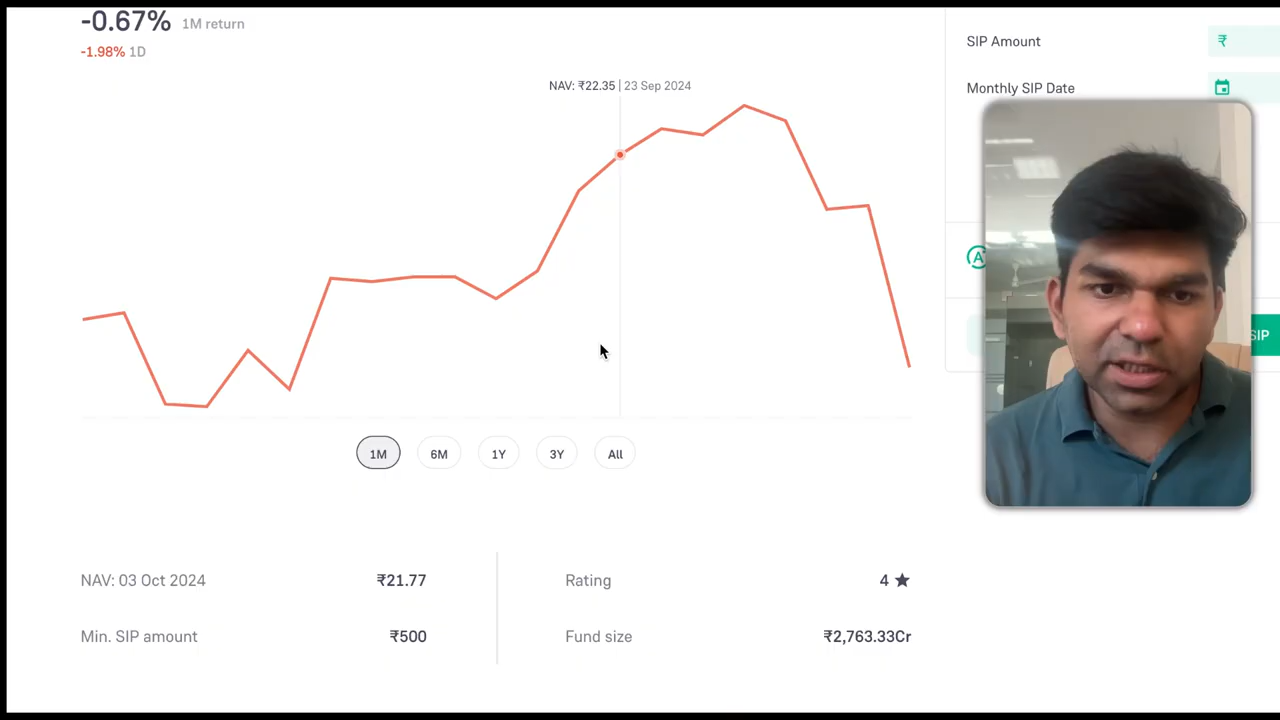 -0.67% 1M return
-1.98% 1D
NAV: ₹22.35 | 23 Sep 2024
1M 6M 1Y 3Y All
NAV: 03 Oct 2024 ₹21.77
Min. SIP amount ₹500
Rating 4 ★
Fund size ₹2,763.33Cr
SIP Amount ₹
Monthly SIP Date
A
SIP